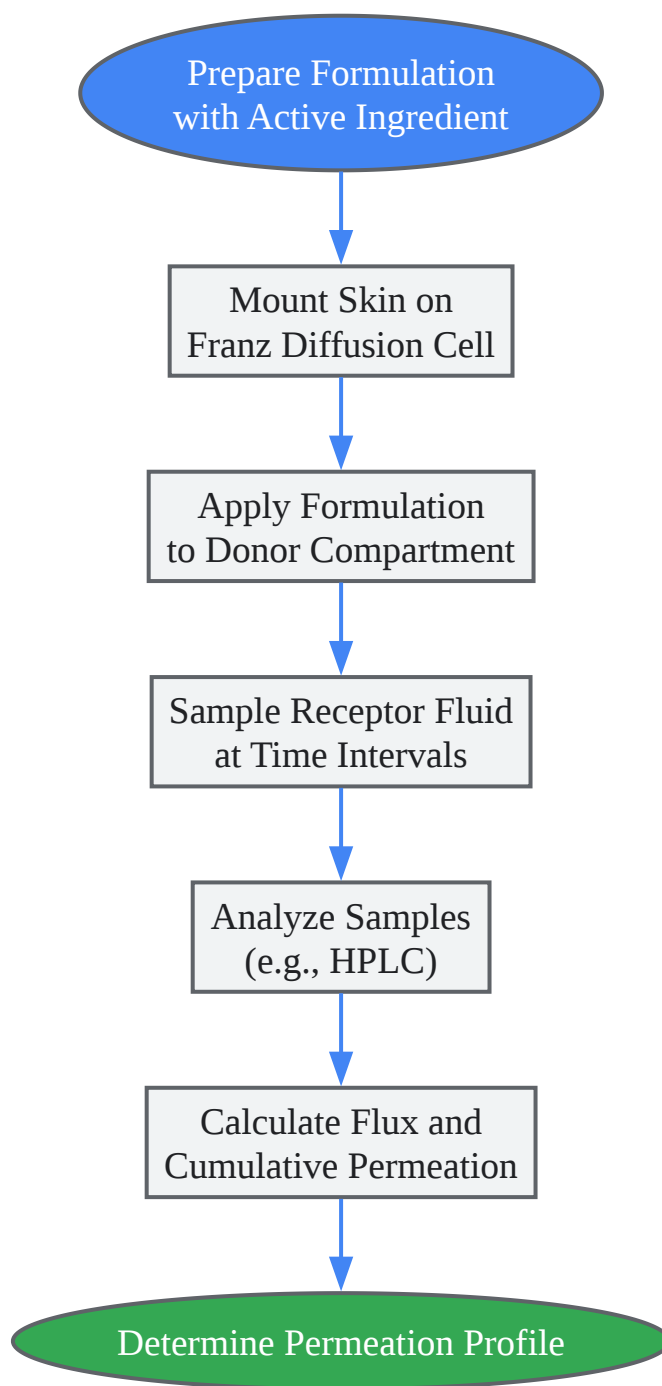 Prepare Formulation
with Active Ingredient
Mount Skin on
Franz Diffusion Cell
Apply Formulation
to Donor Compartment
Sample Receptor Fluid
at Time Intervals
Analyze Samples
(e.g., HPLC)
Calculate Flux and
Cumulative Permeation
Determine Permeation Profile